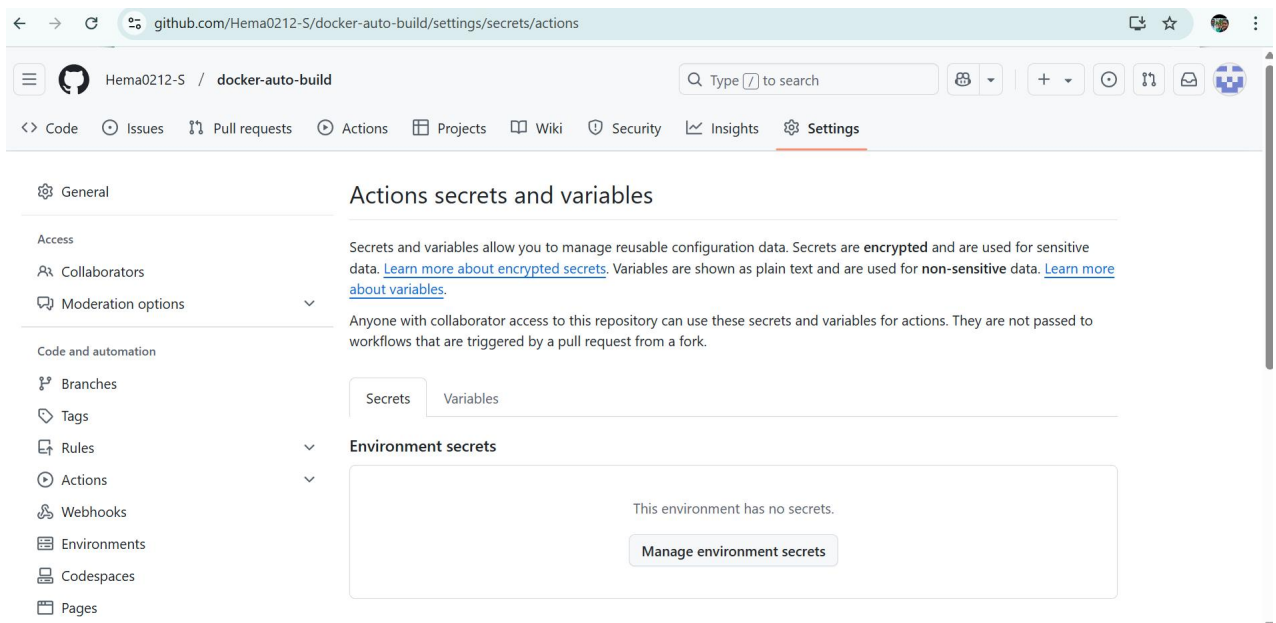 github.com/Hema0212-S/docker-auto-build/settings/secrets/actions
Hema0212-S / docker-auto-build
Type / to search
Code Issues Pull requests Actions Projects Wiki Security Insights Settings
General
Access
Collaborators
Moderation options
Code and automation
Branches
Tags
Rules
Actions
Webhooks
Environments
Codespaces
Pages
Actions secrets and variables
Secrets and variables allow you to manage reusable configuration data. Secrets are encrypted and are used for sensitive
data. Learn more about encrypted secrets. Variables are shown as plain text and are used for non-sensitive data. Learn more
about variables.
Anyone with collaborator access to this repository can use these secrets and variables for actions. They are not passed to
workflows that are triggered by a pull request from a fork.
Secrets Variables
Environment secrets
This environment has no secrets.
Manage environment secrets